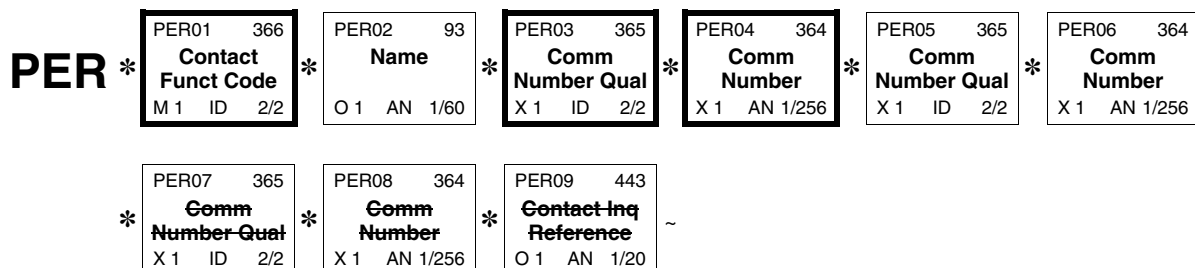 PER * PER01 366 * PER02 93 * PER03 365 * PER04 364 * PER05 365 * PER06 364
Contact Name Comm Comm Comm Comm
Funct Code Number Qual Number Number Qual Number
M 1 ID 2/2 O 1 AN 1/60 X 1 ID 2/2 X 1 AN 1/256 X 1 ID 2/2 X 1 AN 1/256
* PER07 365 * PER08 364 * PER09 443 ~
Comm Comm Contact Inq
Number Qual Number Reference
X 1 ID 2/2 X 1 AN 1/256 O 1 AN 1/20